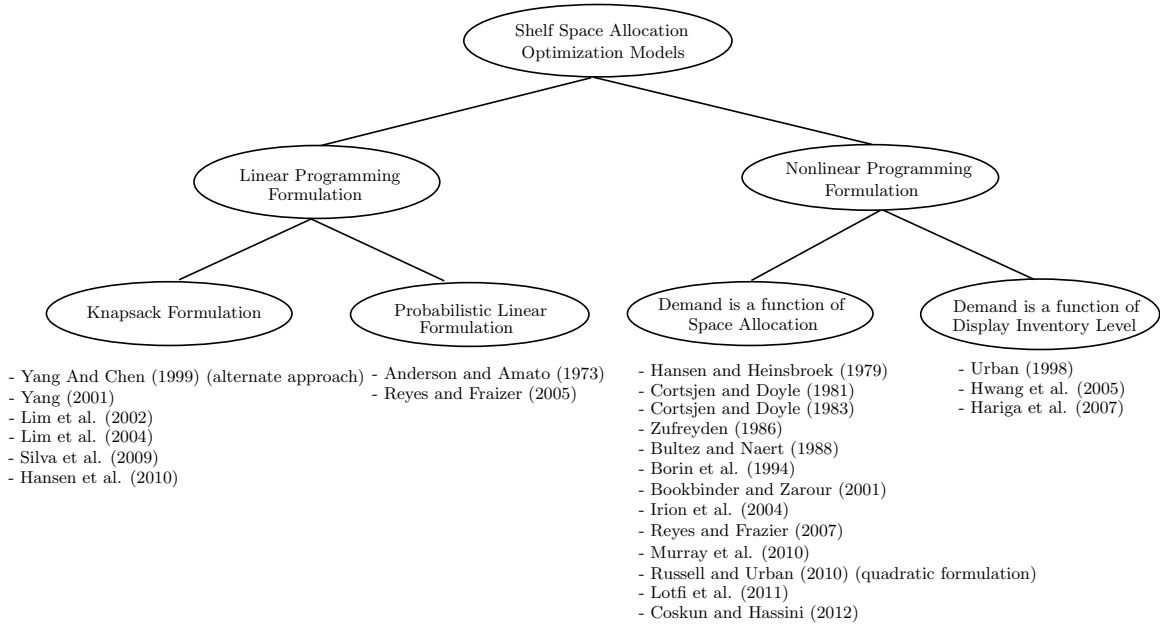 Shelf Space Allocation
Optimization Models
Linear Programming
Formulation
Nonlinear Programming
Formulation
Knapsack Formulation
Probabilistic Linear
Formulation
Demand is a function of
Space Allocation
Demand is a function of
Display Inventory Level
- Yang And Chen (1999) (alternate approach)
- Yang (2001)
- Lim et al. (2002)
- Lim et al. (2004)
- Silva et al. (2009)
- Hansen et al. (2010)
- Anderson and Amato (1973)
- Reyes and Fraizer (2005)
- Hansen and Heinsbroek (1979)
- Cortsjen and Doyle (1981)
- Cortsjen and Doyle (1983)
- Zufreyden (1986)
- Bultez and Naert (1988)
- Borin et al. (1994)
- Bookbinder and Zarour (2001)
- Irion et al. (2004)
- Reyes and Frazier (2007)
- Murray et al. (2010)
- Russell and Urban (2010) (quadratic formulation)
- Lotfi et al. (2011)
- Coskun and Hassini (2012)
- Urban (1998)
- Hwang et al. (2005)
- Hariga et al. (2007)